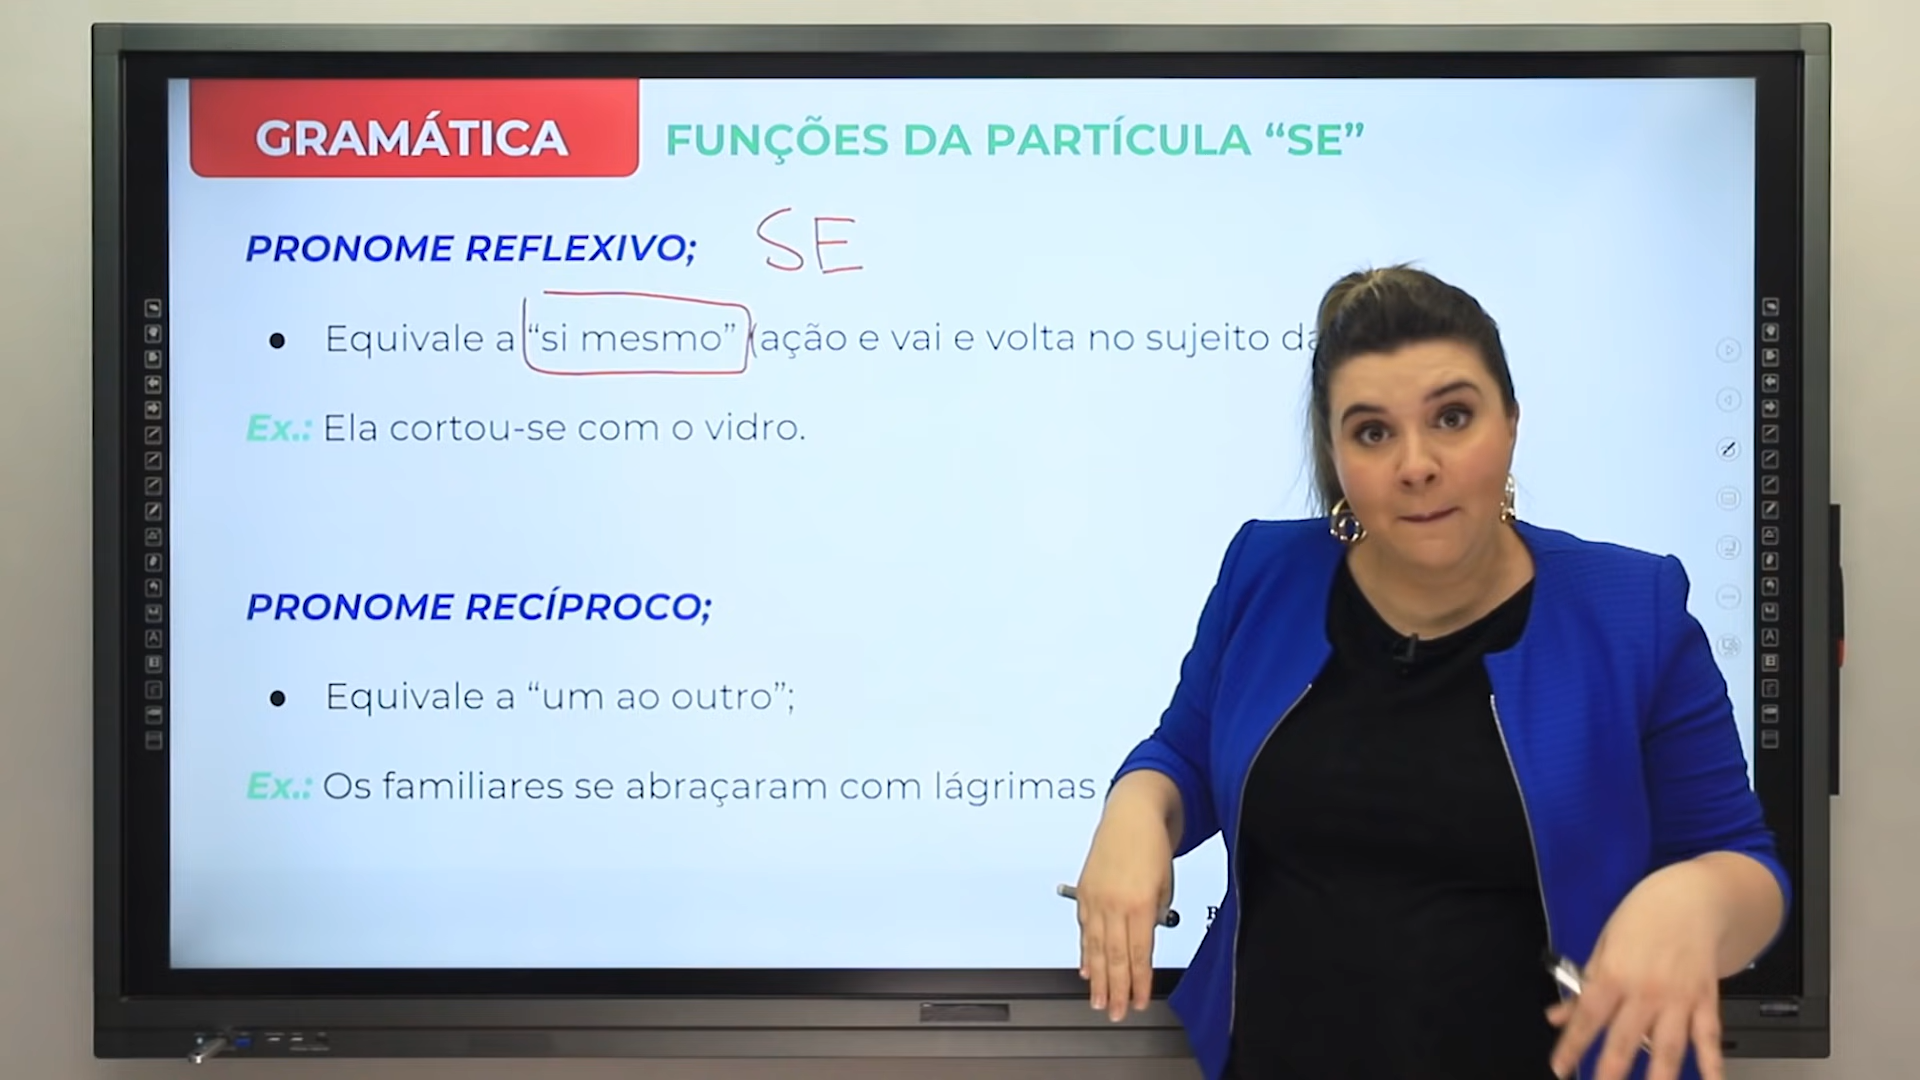 GRAMÁTICA
FUNÇÕES DA PARTÍCULA “SE”
PRONOME REFLEXIVO; SE
● Equivale a “si mesmo” (ação e vai e volta no sujeito da
Ex.: Ela cortou-se com o vidro.
PRONOME RECÍPROCO;
● Equivale a “um ao outro”;
Ex.: Os familiares se abraçaram com lágrimas